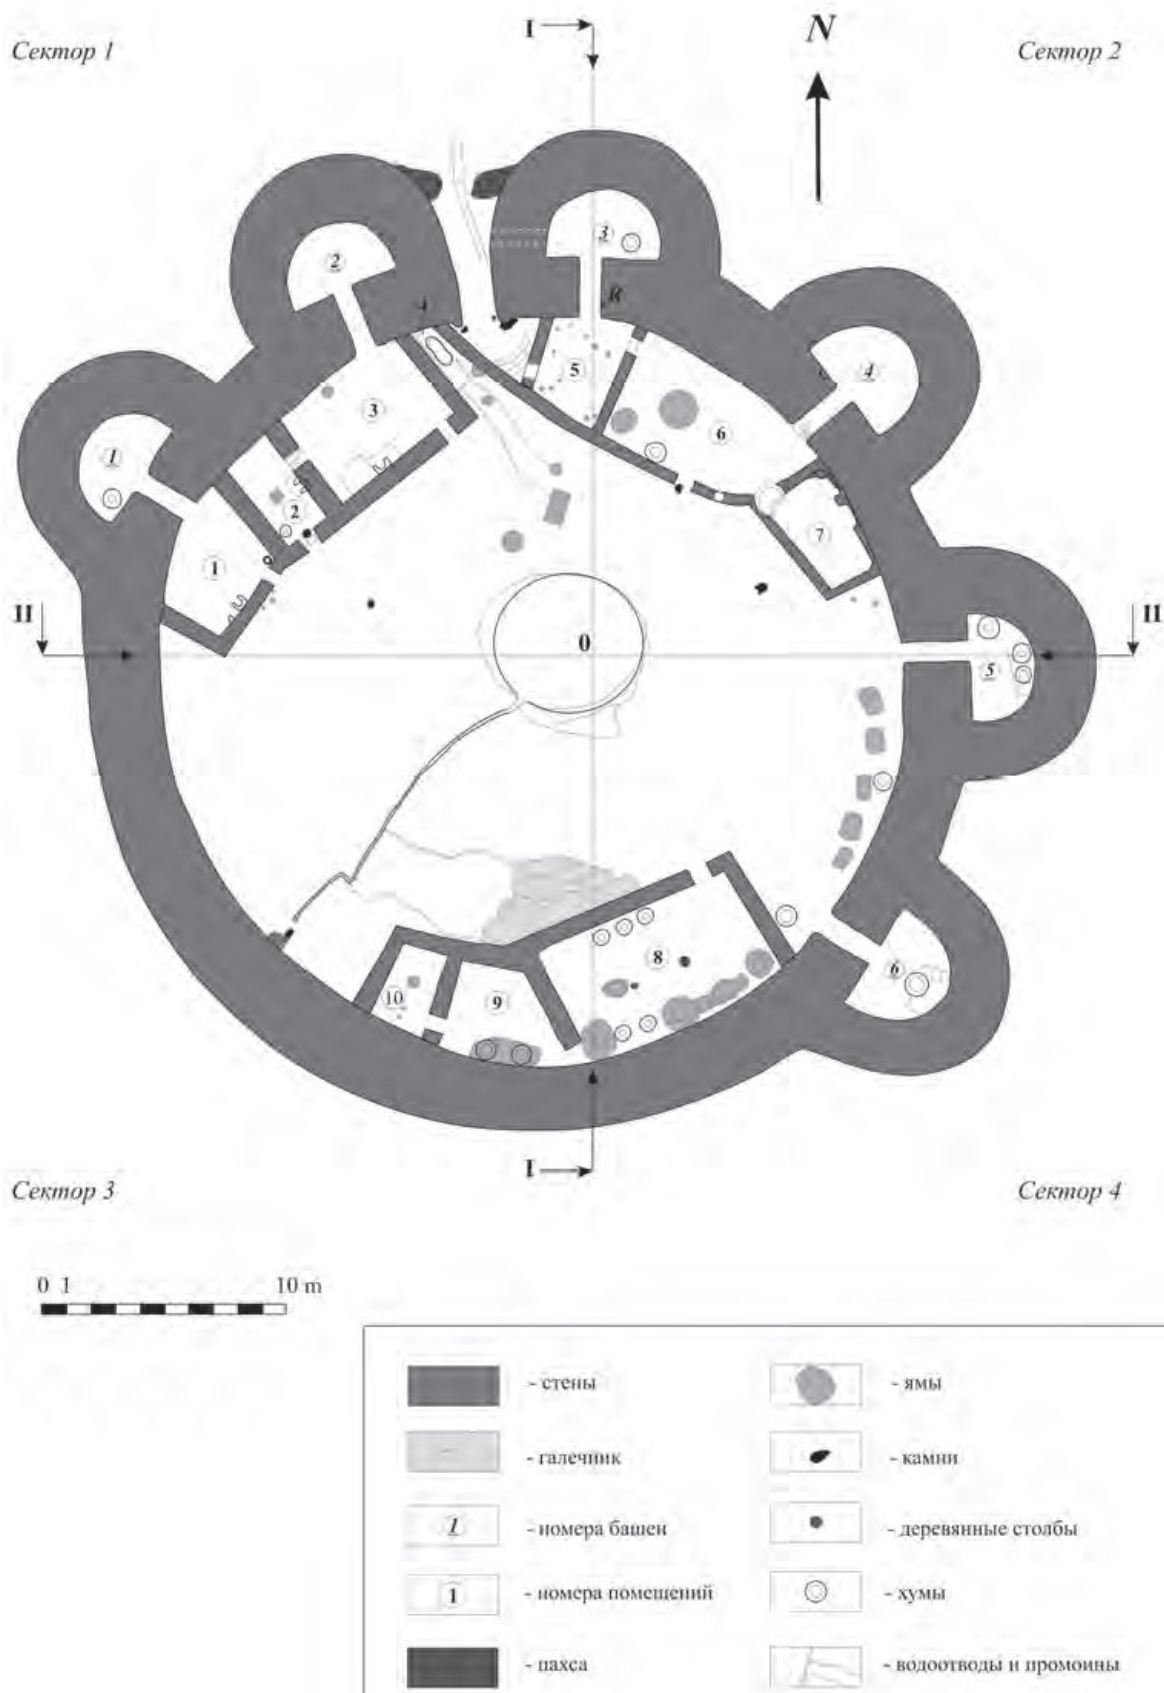 I
N
Сектор 1
Сектор 2
3
2
4
5
3
6
1
2
7
1
II
II
0
5
8
6
10
9
I
Сектор 3
Сектор 4
0 1 10 m
- стены
- ямы
- галечник
- камни
1 - номера башен
- деревянные столбы
1 - номера помещений
- хумы
- пахса
- водоотводы и промоины